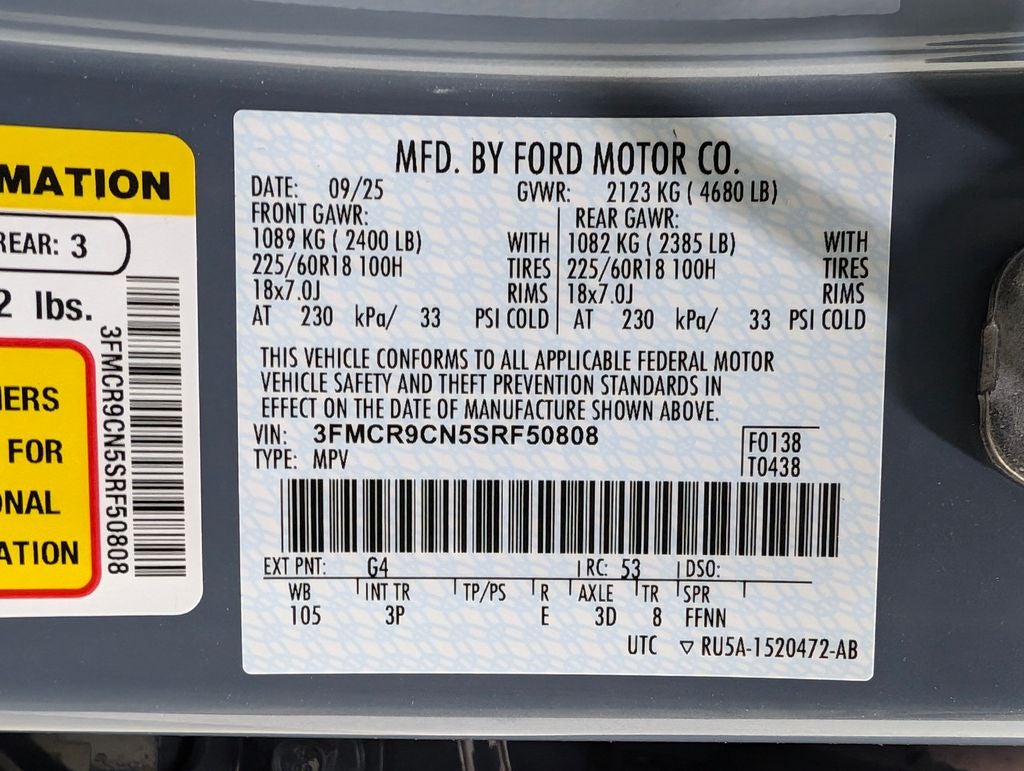 MATION
REAR: 3
2 lbs.
3FMCR9CN5SRF50808
ERS
FOR
ONAL
ATION
MFD. BY FORD MOTOR CO.
DATE: 09/25 GVWR: 2123 KG ( 4680 LB)
FRONT GAWR: REAR GAWR:
1089 KG ( 2400 LB) WITH 1082 KG ( 2385 LB) WITH
225/60R18 100H TIRES 225/60R18 100H TIRES
18x7.0J RIMS 18x7.0J RIMS
AT 230 kPa/ 33 PSI COLD AT 230 kPa/ 33 PSI COLD
THIS VEHICLE CONFORMS TO ALL APPLICABLE FEDERAL MOTOR
VEHICLE SAFETY AND THEFT PREVENTION STANDARDS IN
EFFECT ON THE DATE OF MANUFACTURE SHOWN ABOVE.
VIN: 3FMCR9CN5SRF50808 F0138
TYPE: MPV T0438
EXT PNT: G4 RC: 53 DSO:
WB INT TR TP/PS R AXLE TR SPR
105 3P E 3D 8 FFNN
UTC ▽ RU5A-1520472-AB